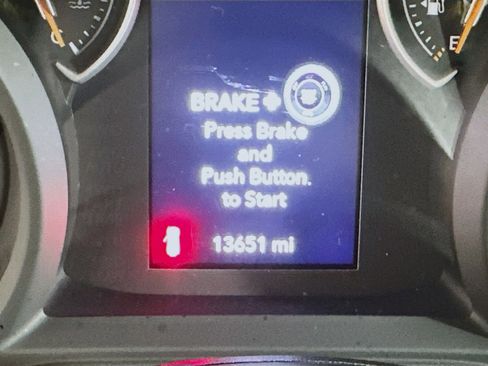 BRAKE +
Press Brake
and
Push Button.
to Start
13651 mi
E